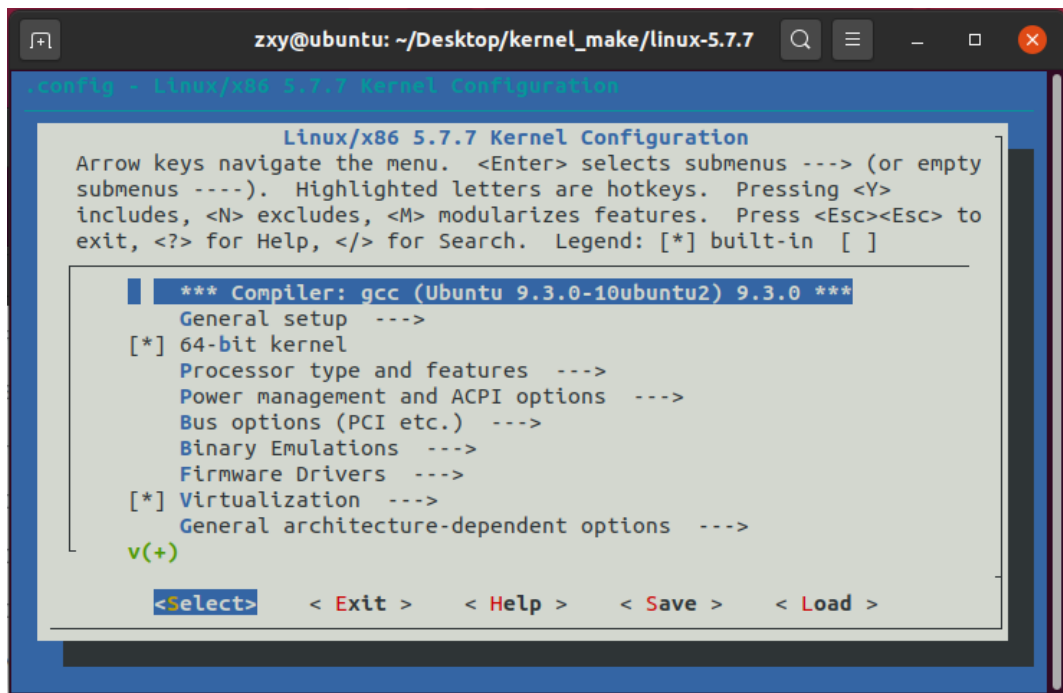 zxy@ubuntu: ~/Desktop/kernel_make/linux-5.7.7
.config - Linux/x86 5.7.7 Kernel Configuration
Linux/x86 5.7.7 Kernel Configuration
Arrow keys navigate the menu.  <Enter> selects submenus ---> (or empty
submenus ----).  Highlighted letters are hotkeys.  Pressing <Y>
includes, <N> excludes, <M> modularizes features.  Press <Esc><Esc> to
exit, <?> for Help, </> for Search.  Legend: [*] built-in  [ ]
*** Compiler: gcc (Ubuntu 9.3.0-10ubuntu2) 9.3.0 ***
General setup  --->
[*] 64-bit kernel
Processor type and features  --->
Power management and ACPI options  --->
Bus options (PCI etc.)  --->
Binary Emulations  --->
Firmware Drivers  --->
[*] Virtualization  --->
General architecture-dependent options  --->
v(+)
<Select>    < Exit >    < Help >    < Save >    < Load >